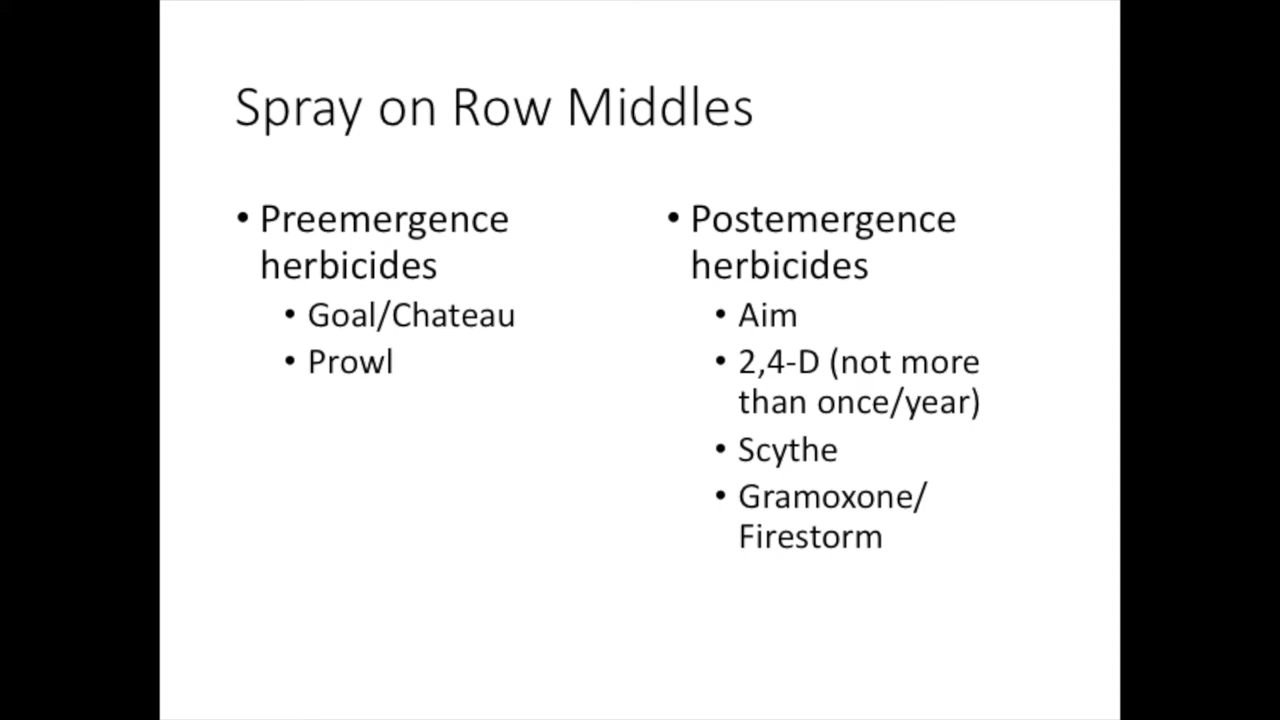 Spray on Row Middles
• Preemergence
herbicides
• Goal/Chateau
• Prowl
• Postemergence
herbicides
• Aim
• 2,4-D (not more
than once/year)
• Scythe
• Gramoxone/
Firestorm